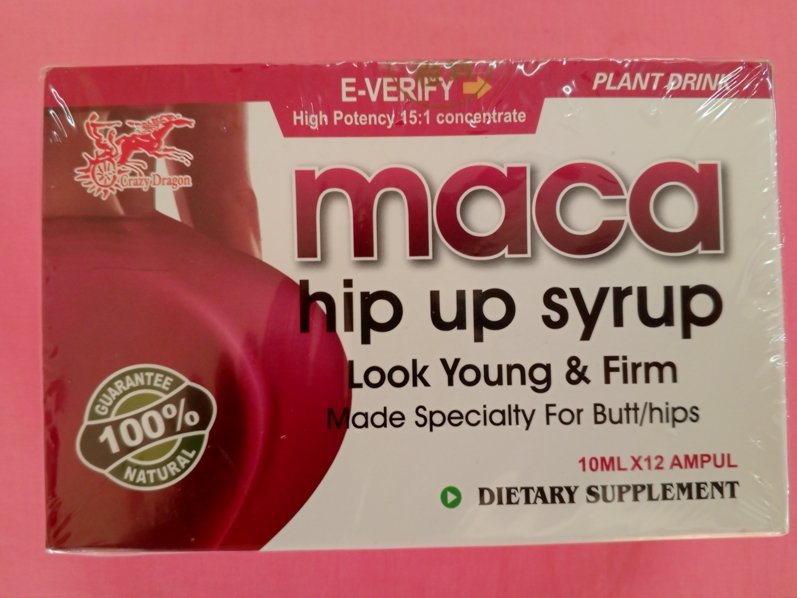 E-VERIFY
PLANT DRINK
High Potency 15:1 concentrate
Crazy Dragon
maca
hip up syrup
Look Young & Firm
Made Specialty For Butt/hips
GUARANTEE
100%
NATURAL
10ML X12 AMPUL
DIETARY SUPPLEMENT